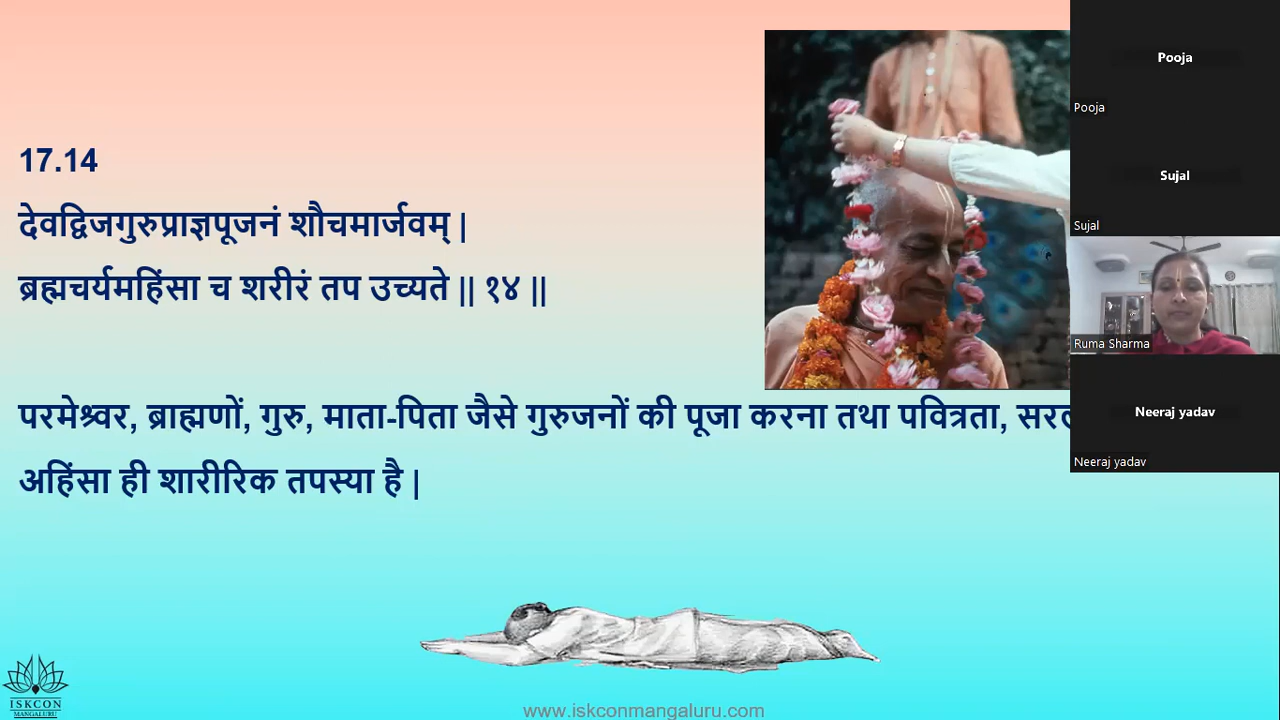 17.14
देवद्विजगुरुप्राज्ञपूजनं शौचमार्जवम् |
ब्रह्मचर्यमहिंसा च शरीरं तप उच्यते || १४ ||
परमेश्र्वर, ब्राह्मणों, गुरु, माता-पिता जैसे गुरुजनों की पूजा करना तथा पवित्रता,
अहिंसा ही शारीरिक तपस्या है |
Pooja
Pooja
Sujal
Sujal
Ruma Sharma
Neeraj yadav
Neeraj yadav
ISKCON
MANGALURU
www.iskconmangaluru.com